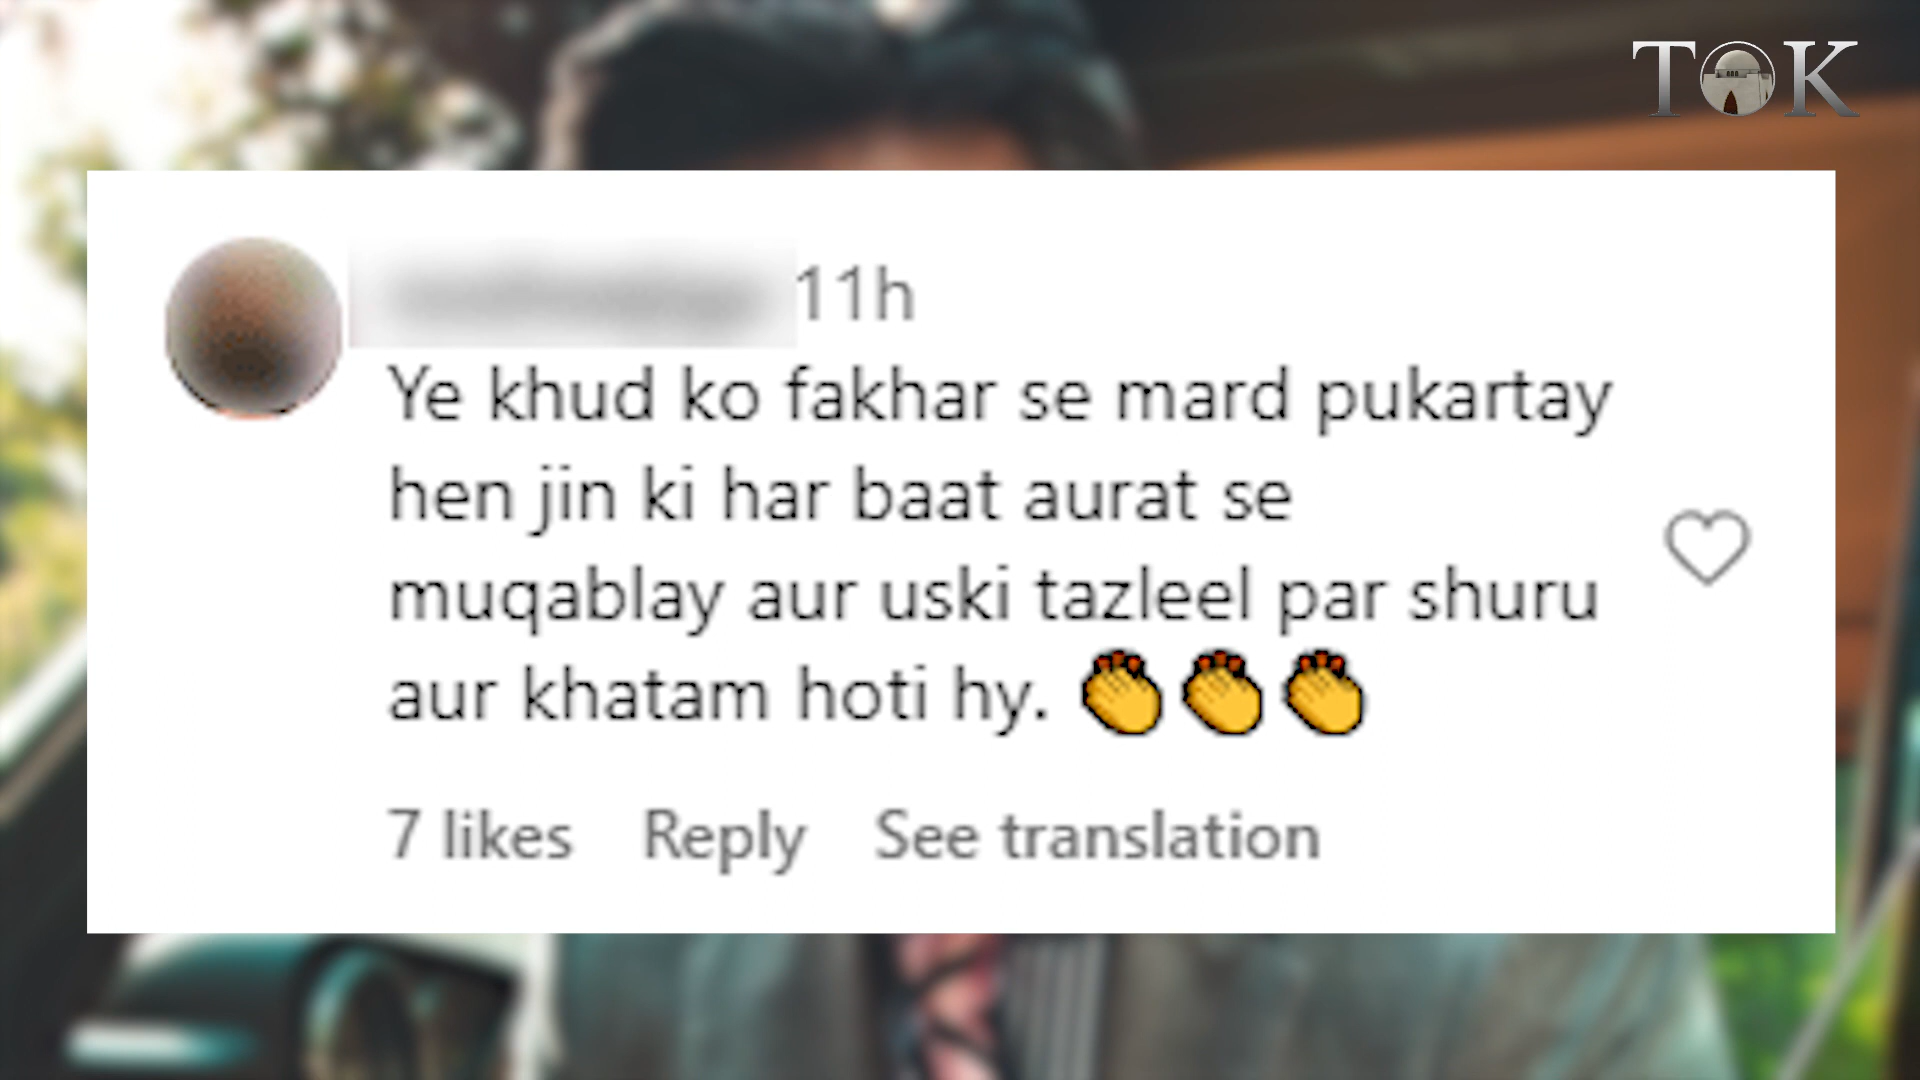 TOK
11h
Ye khud ko fakhar se mard pukartay
hen jin ki har baat aurat se
muqablay aur uski tazleel par shuru
aur khatam hoti hy. 👏👏👏
7 likes Reply See translation